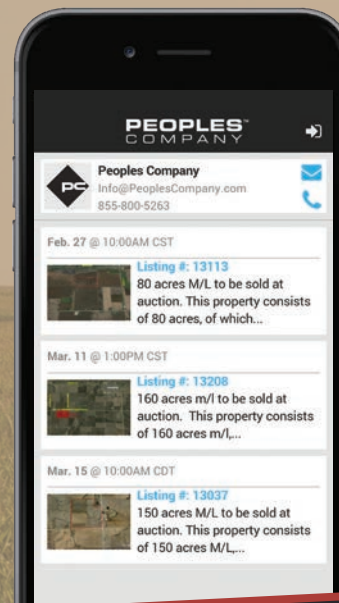 PEOPLES™
COMPANY
pc
Peoples Company
Info@PeoplesCompany.com
855-800-5263
Feb. 27 @ 10:00AM CST
Listing #: 13113
80 acres M/L to be sold at
auction. This property consists
of 80 acres, of which...
Mar. 11 @ 1:00PM CST
Listing #: 13208
160 acres m/l to be sold at
auction.  This property consists
of 160 acres m/l,...
Mar. 15 @ 10:00AM CDT
Listing #: 13037
150 acres M/L to be sold at
auction. This property consists
of 150 acres M/L,...